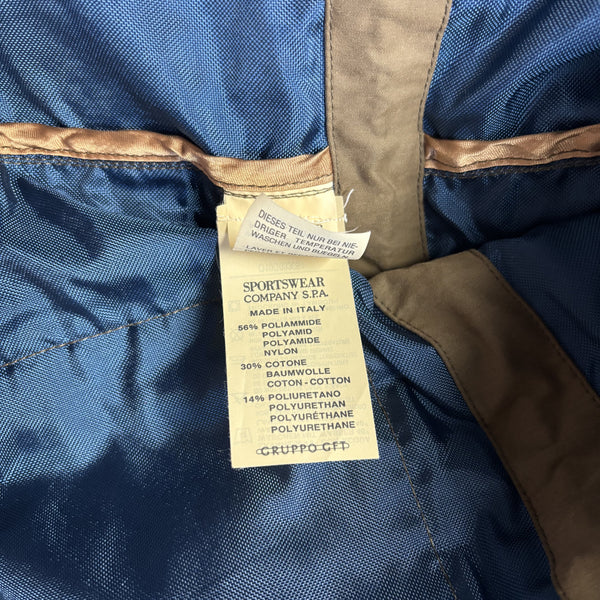 DIESES TEIL NUR BEI NIE-
DRIGER TEMPERATUR
WASCHEN UND BUEGELN
SPORTSWEAR
COMPANY S.P.A.
MADE IN ITALY
56% POLIAMMIDE
POLYAMID
POLYAMIDE
NYLON
30% COTONE
BAUMWOLLE
COTON - COTTON
14% POLIURETANO
POLYURETHAN
POLYURÉTHANE
POLYURETHANE
GRUPPO GFT